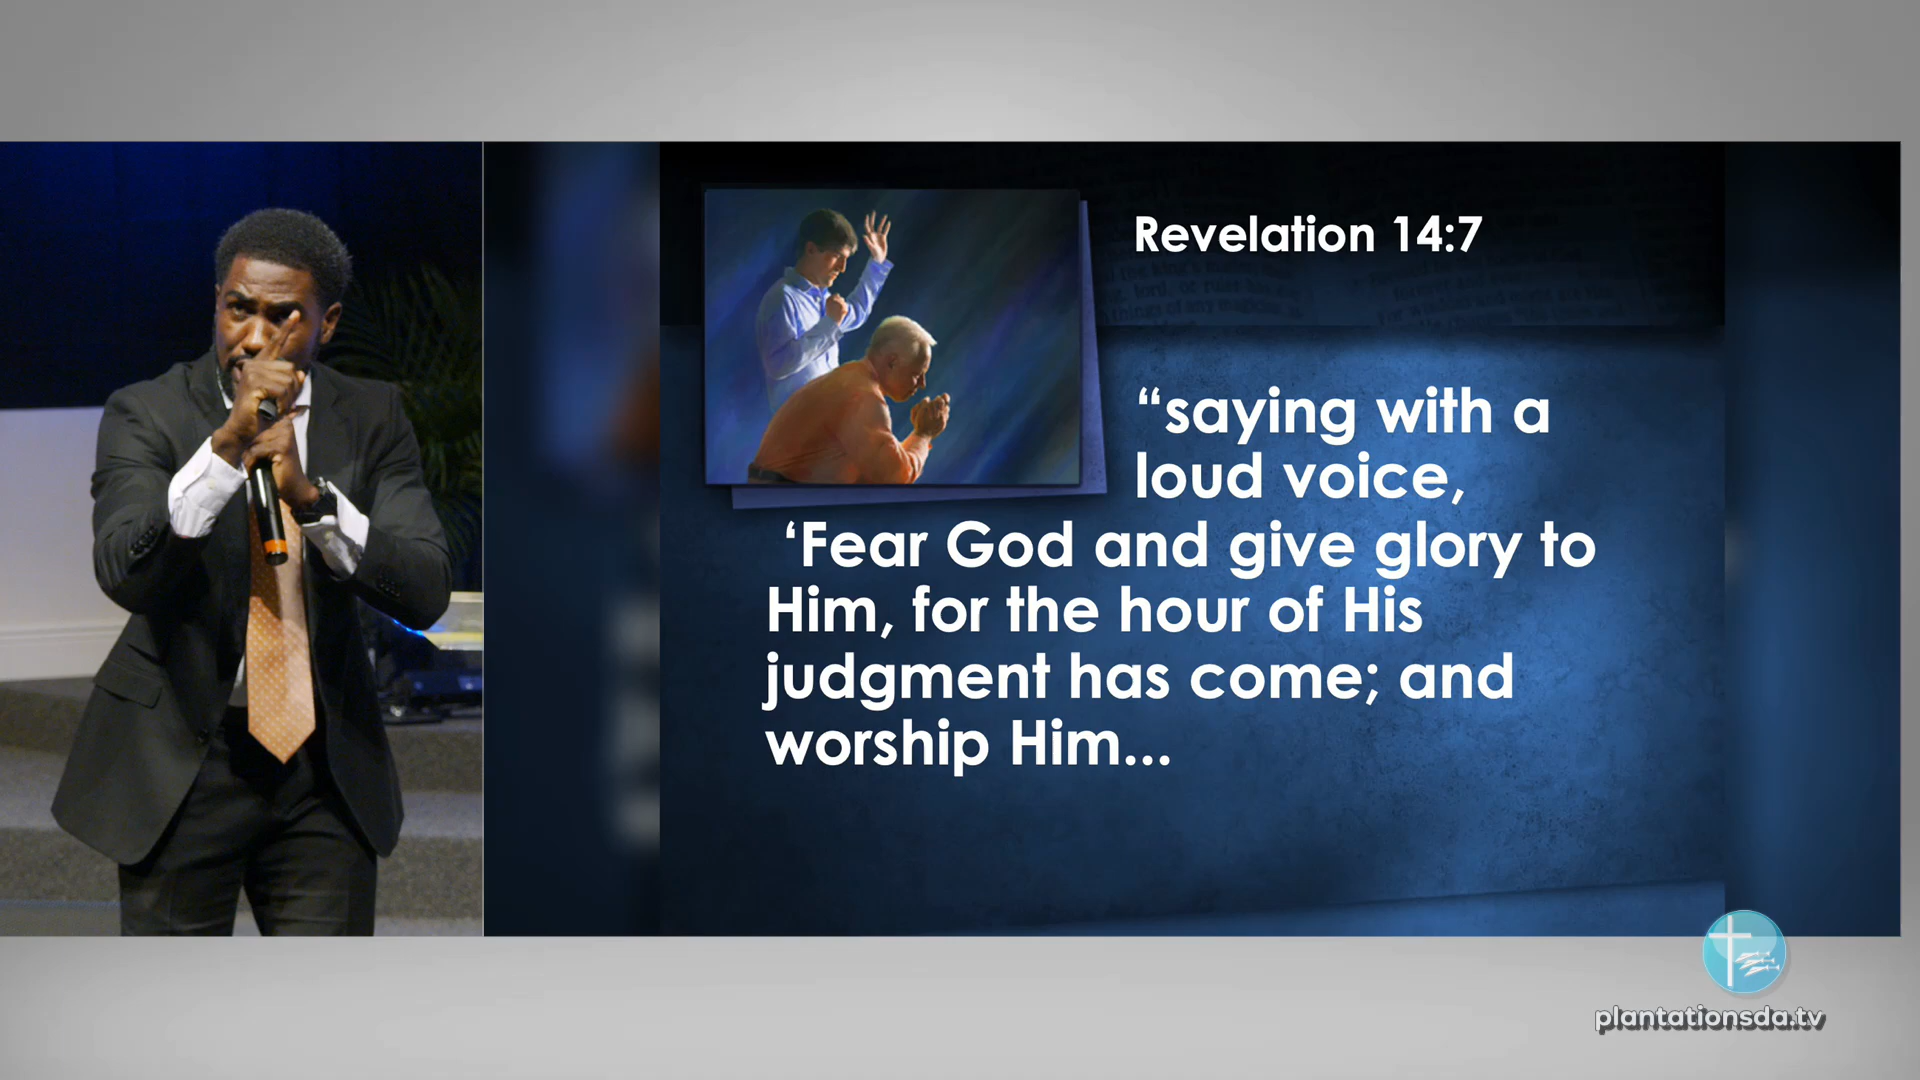 Revelation 14:7
“saying with a
loud voice,
‘Fear God and give glory to
Him, for the hour of His
judgment has come; and
worship Him...
plantationsda.tv